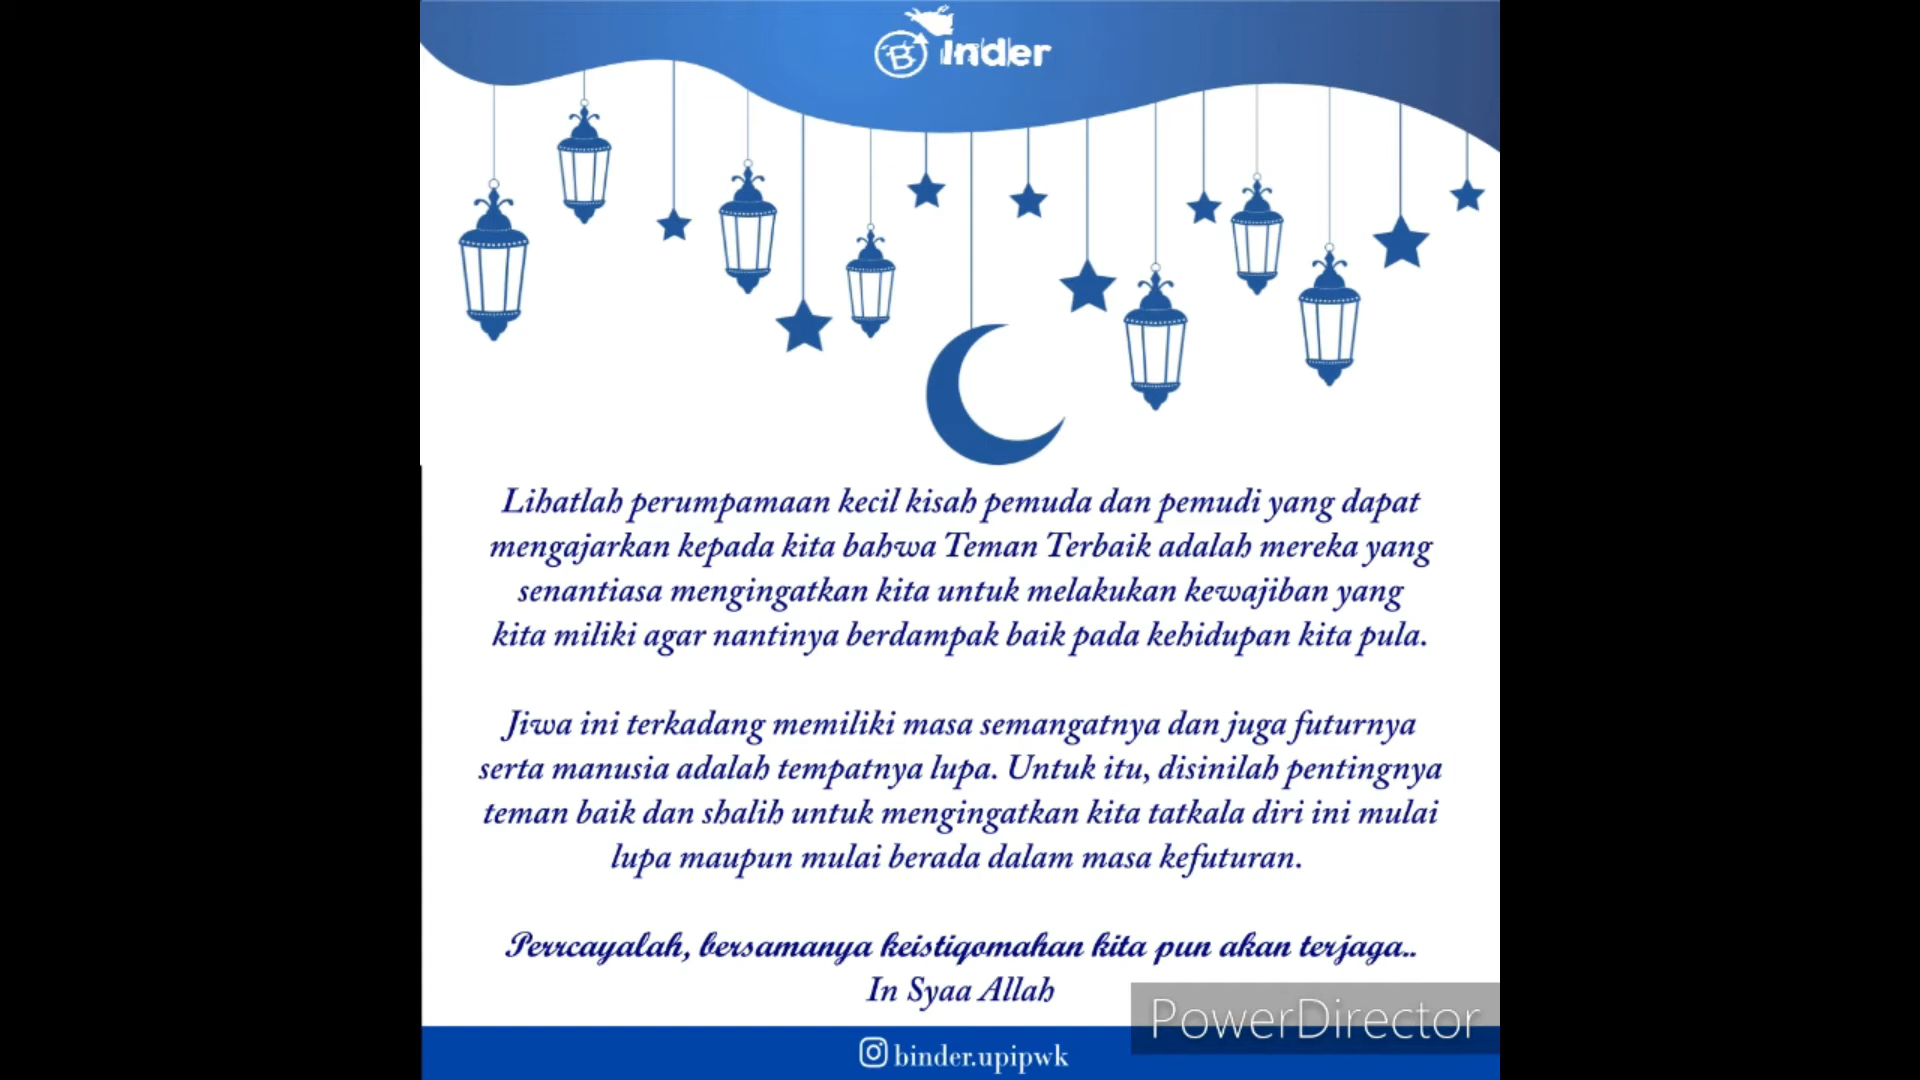 Binder
Lihatlah perumpamaan kecil kisah pemuda dan pemudi yang dapat
mengajarkan kepada kita bahwa Teman Terbaik adalah mereka yang
senantiasa mengingatkan kita untuk melakukan kewajiban yang
kita miliki agar nantinya berdampak baik pada kehidupan kita pula.
Jiwa ini terkadang memiliki masa semangatnya dan juga futurnya
serta manusia adalah tempatnya lupa. Untuk itu, disinilah pentingnya
teman baik dan shalih untuk mengingatkan kita tatkala diri ini mulai
lupa maupun mulai berada dalam masa kefuturan.
Perrcayalah, bersamanya keistiqomahan kita pun akan terjaga..
In Syaa Allah
PowerDirector
binder.upipwk